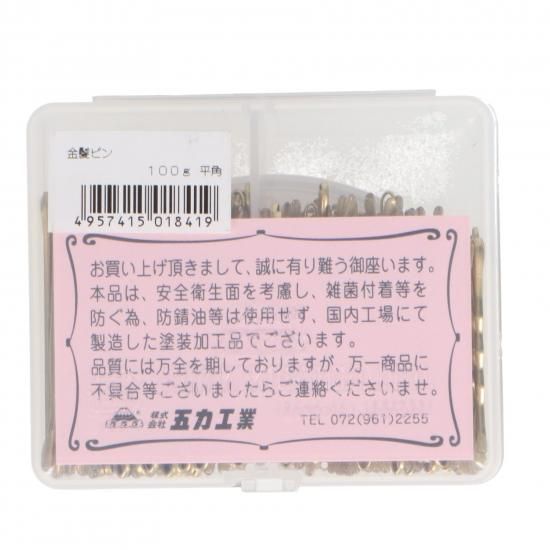 金髪ピン
100g 平角
4957415 018419
お買い上げ頂きまして、誠に有り難う御座います。
本品は、安全衛生面を考慮し、雑菌付着等を
防ぐ為、防錆油等は使用せず、国内工場にて
製造した塗装加工品でございます。
品質には万全を期しておりますが、万一商品に
不具合等ございましたらご連絡くださいませ。
株式会社 五力工業 TEL 072(961)2255